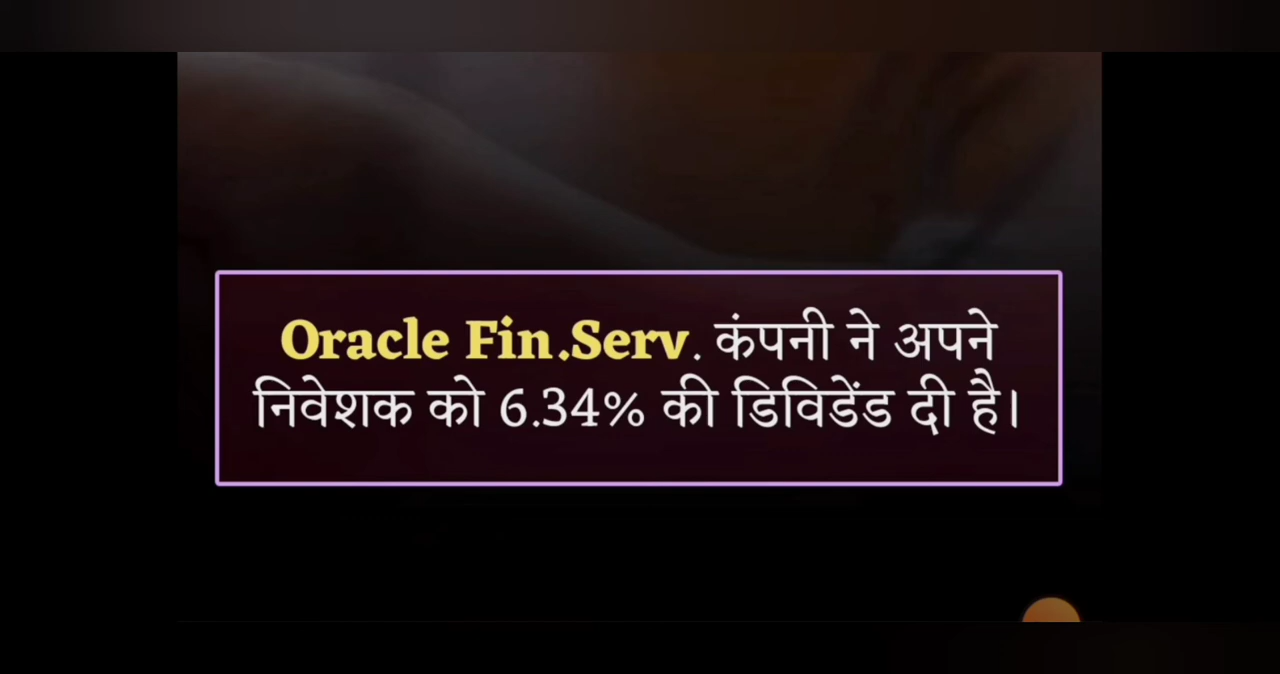 Oracle Fin.Serv. कंपनी ने अपने
निवेशक को 6.34% की डिविडेंड दी है।